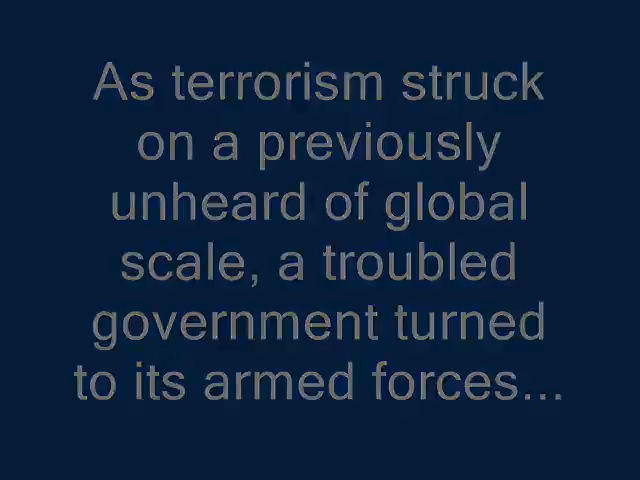 As terrorism struck
on a previously
unheard of global
scale, a troubled
government turned
to its armed forces...